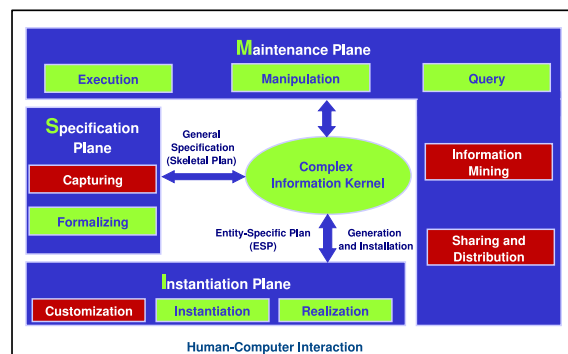 Maintenance Plane
Execution
Manipulation
Query
Specification
Plane
Capturing
Formalizing
General
Specification
(Skeletal Plan)
Complex
Information Kernel
Information
Mining
Sharing and
Distribution
Entity-Specific Plan
(ESP)
Generation
and Installation
Instantiation Plane
Customization
Instantiation
Realization
Human-Computer Interaction